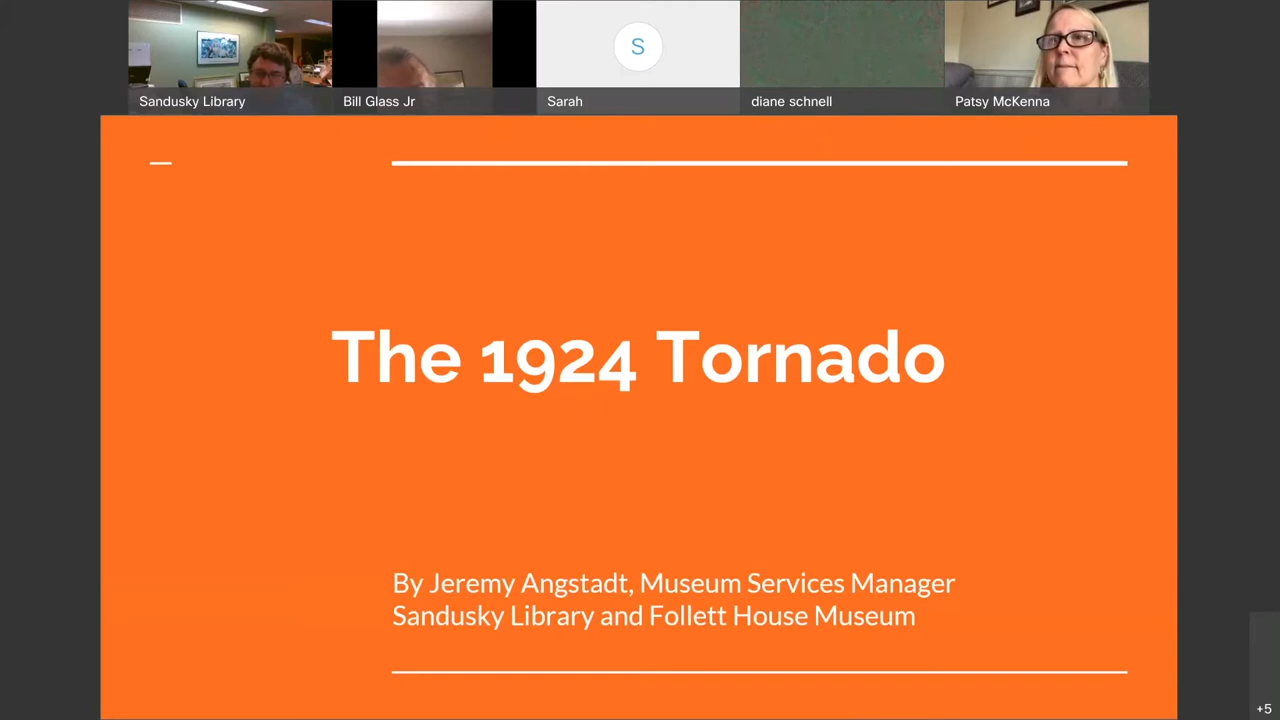 Sandusky Library
Bill Glass Jr
S
Sarah
diane schnell
Patsy McKenna
The 1924 Tornado
By Jeremy Angstadt, Museum Services Manager
Sandusky Library and Follett House Museum
+5